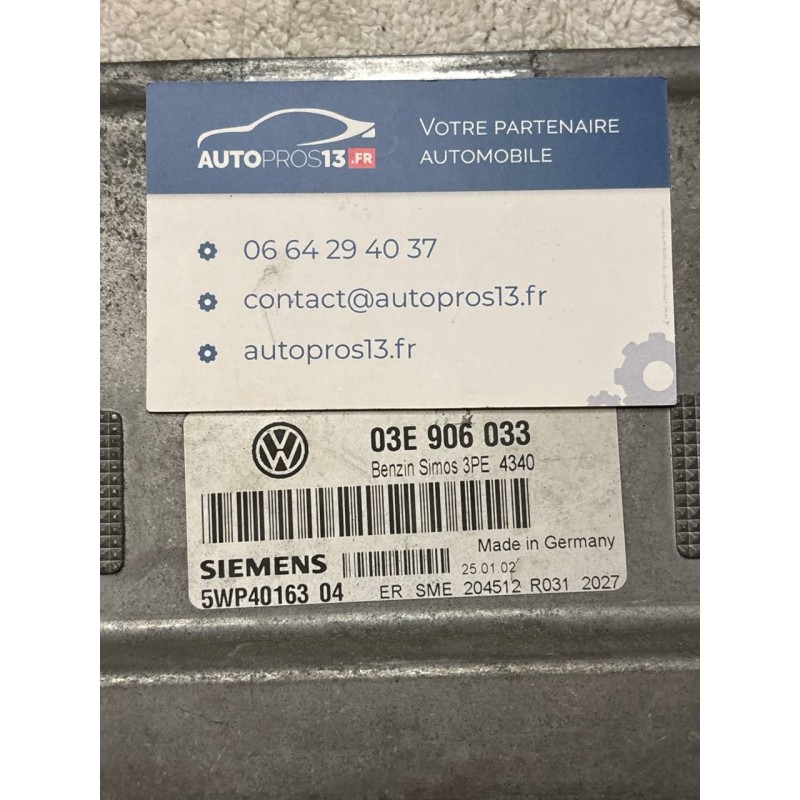 AUTOPROS13.FR
VOTRE PARTENAIRE
AUTOMOBILE
06 64 29 40 37
contact@autopros13.fr
autopros13.fr
VW
03E 906 033
Benzin Simos 3PE 4340
Made in Germany
SIEMENS
25.01.02
5WP40163 04
ER SME 204512 R031 2027